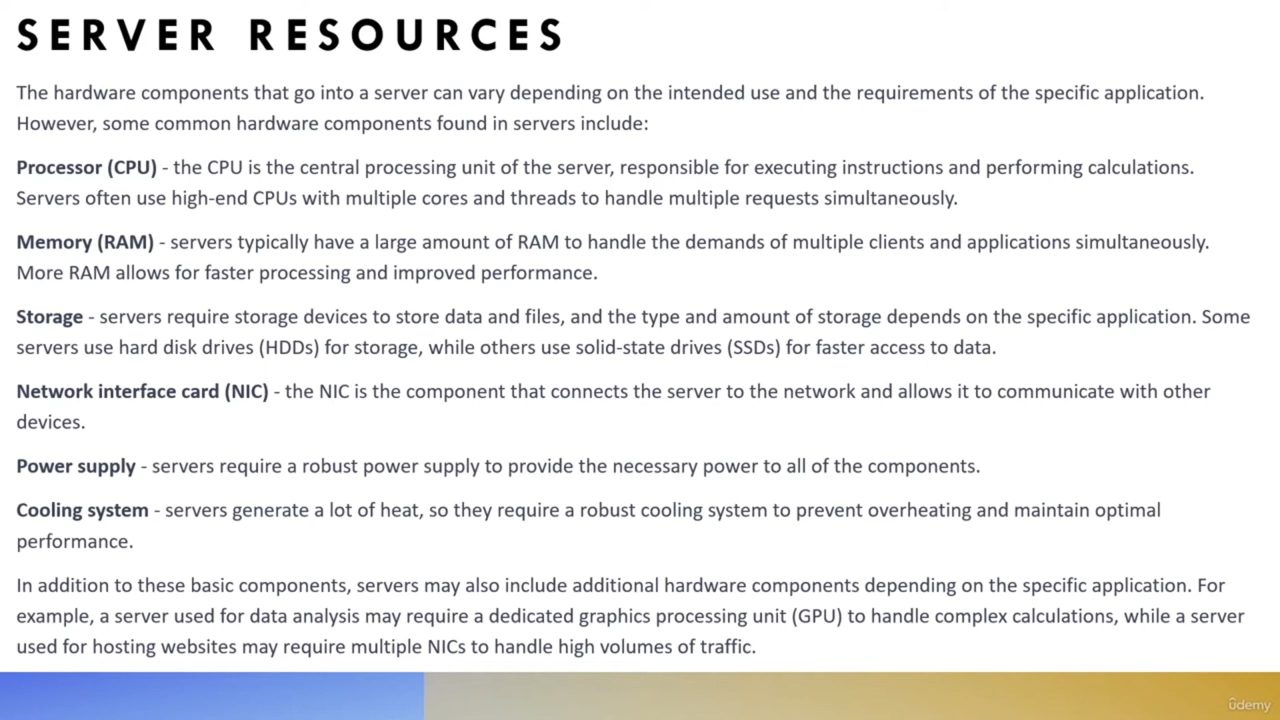 SERVER RESOURCES
The hardware components that go into a server can vary depending on the intended use and the requirements of the specific application.
However, some common hardware components found in servers include:
Processor (CPU) - the CPU is the central processing unit of the server, responsible for executing instructions and performing calculations.
Servers often use high-end CPUs with multiple cores and threads to handle multiple requests simultaneously.
Memory (RAM) - servers typically have a large amount of RAM to handle the demands of multiple clients and applications simultaneously.
More RAM allows for faster processing and improved performance.
Storage - servers require storage devices to store data and files, and the type and amount of storage depends on the specific application. Some
servers use hard disk drives (HDDs) for storage, while others use solid-state drives (SSDs) for faster access to data.
Network interface card (NIC) - the NIC is the component that connects the server to the network and allows it to communicate with other
devices.
Power supply - servers require a robust power supply to provide the necessary power to all of the components.
Cooling system - servers generate a lot of heat, so they require a robust cooling system to prevent overheating and maintain optimal
performance.
In addition to these basic components, servers may also include additional hardware components depending on the specific application. For
example, a server used for data analysis may require a dedicated graphics processing unit (GPU) to handle complex calculations, while a server
used for hosting websites may require multiple NICs to handle high volumes of traffic.
udemy